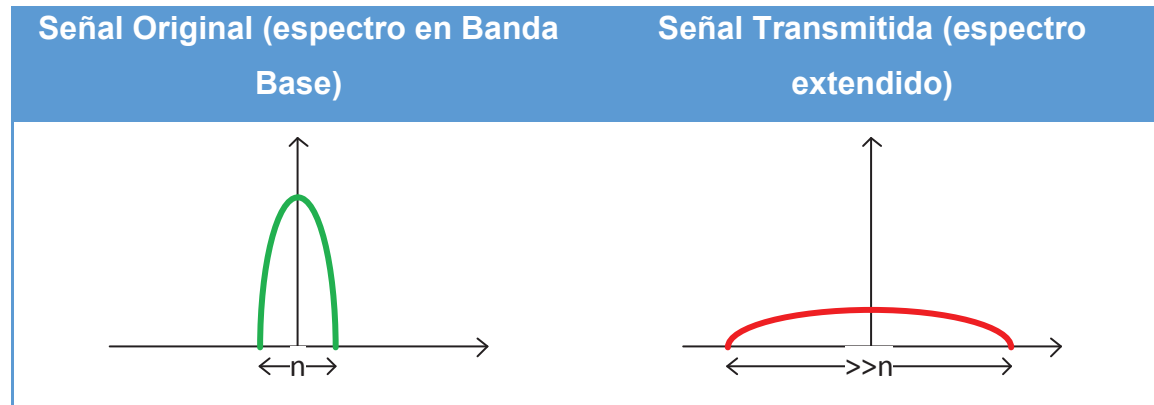 Señal Original (espectro en Banda
Base)
Señal Transmitida (espectro
extendido)
n
>>n